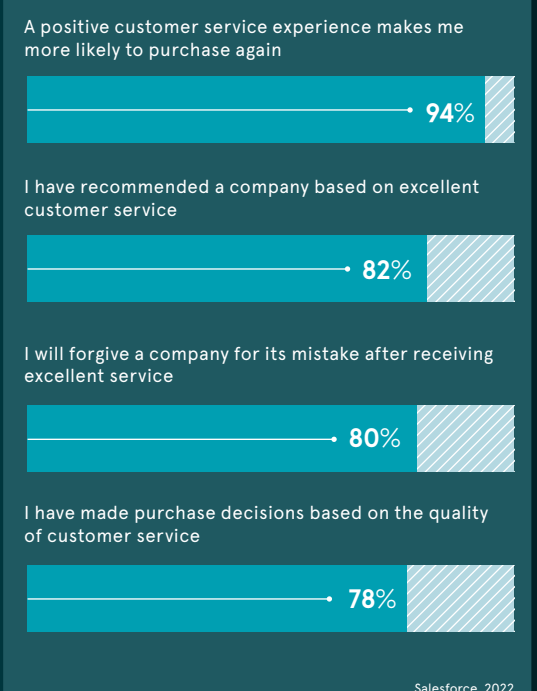 A positive customer service experience makes me
more likely to purchase again
94%
I have recommended a company based on excellent
customer service
82%
I will forgive a company for its mistake after receiving
excellent service
80%
I have made purchase decisions based on the quality
of customer service
78%
Salesforce, 2022